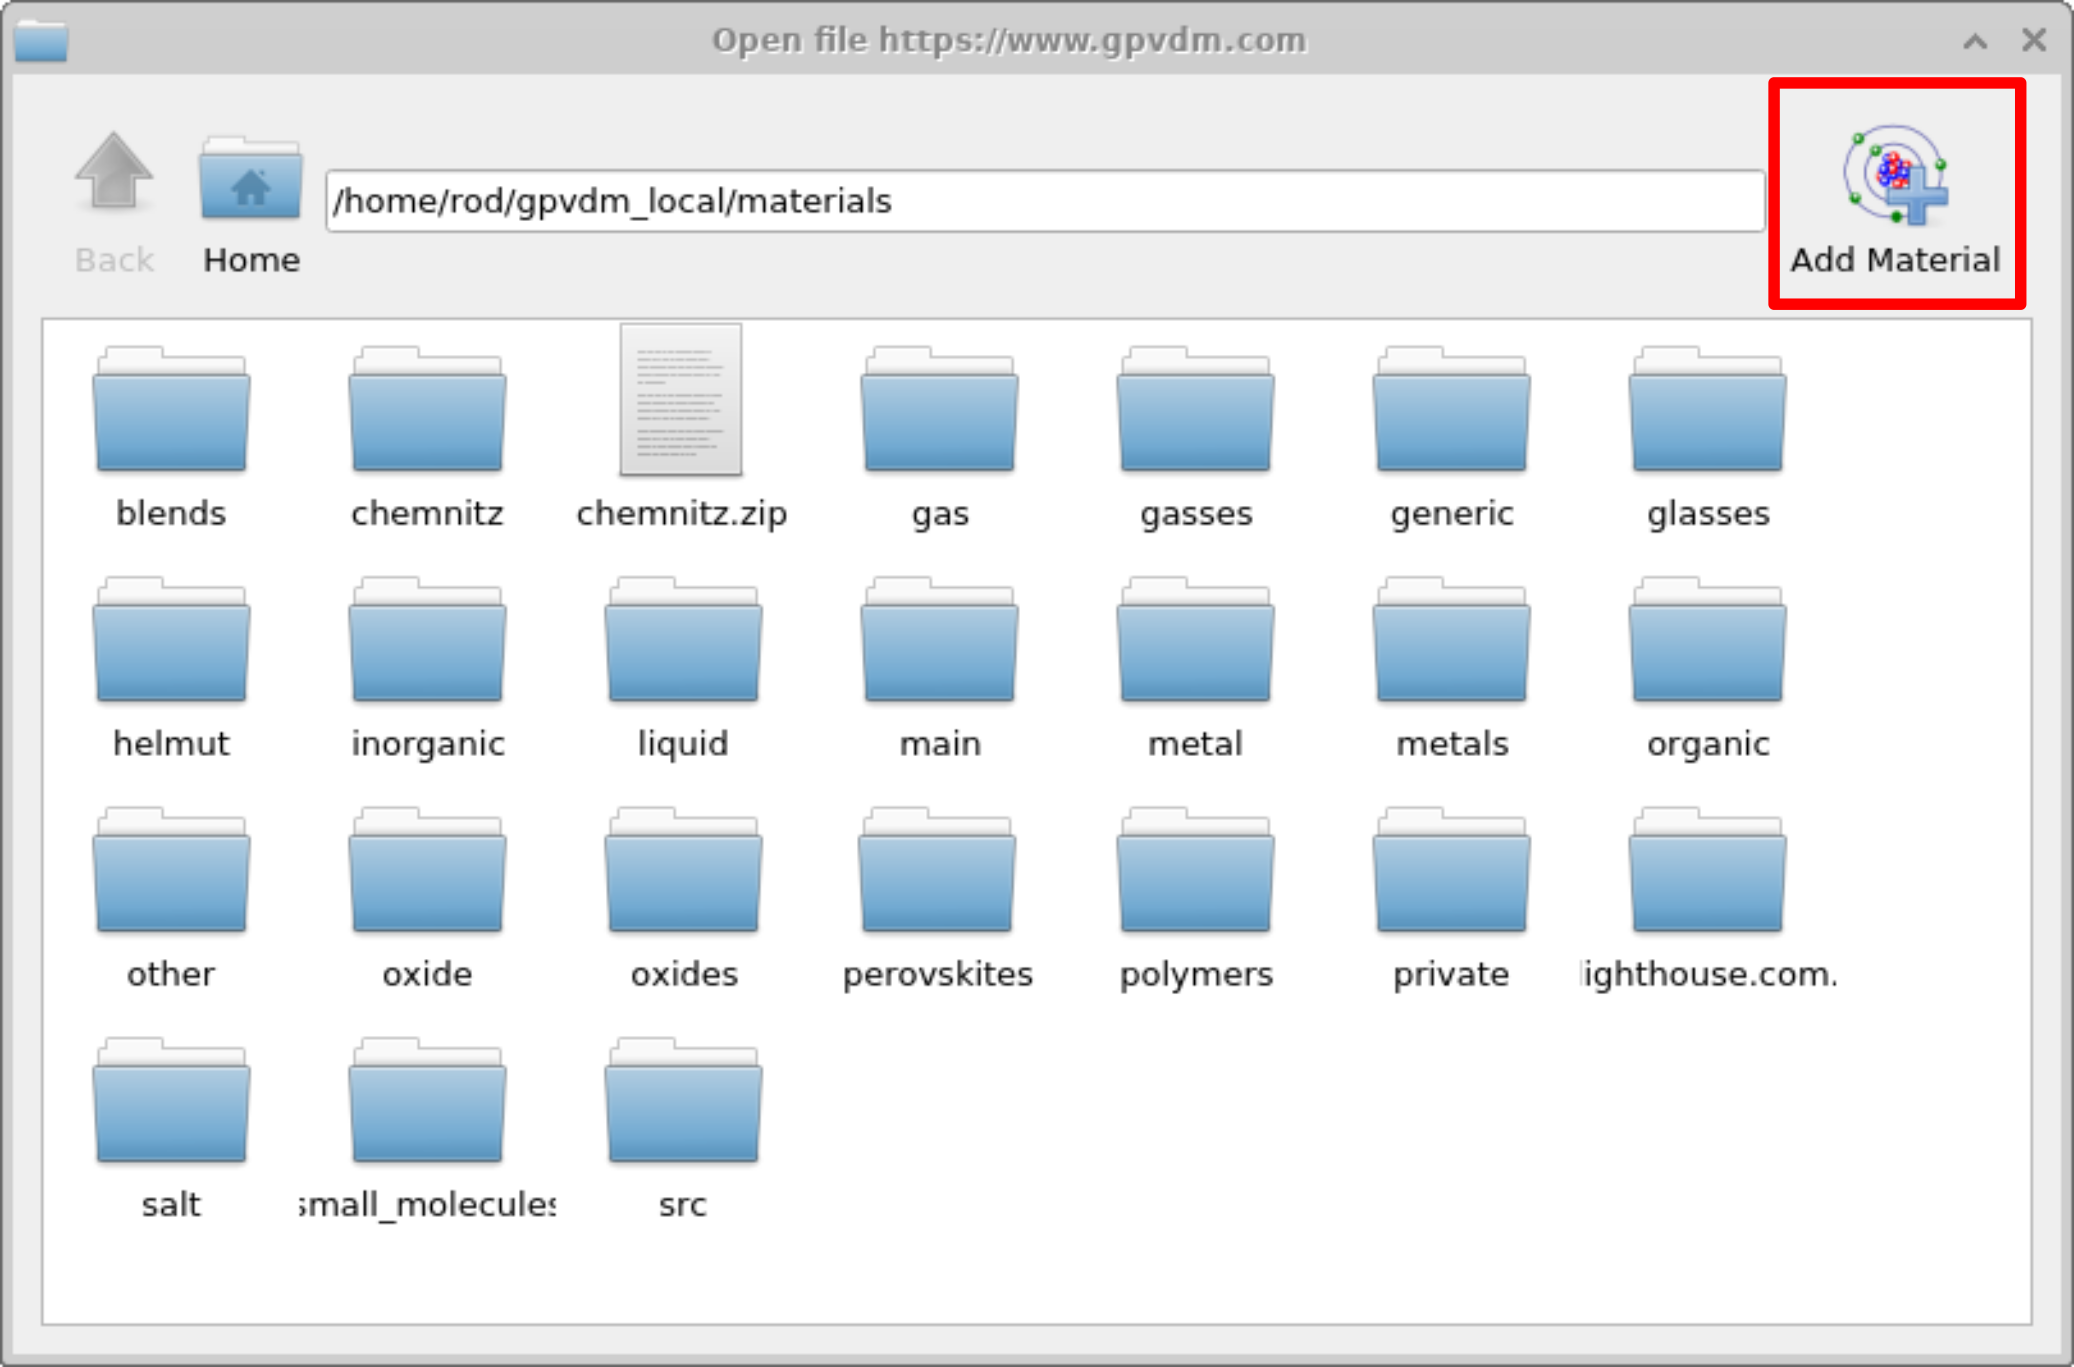 Open file https://www.gpvdm.com
Back
Home
/home/rod/gpvdm_local/materials
Add Material
blends
chemnitz
chemnitz.zip
gas
gasses
generic
glasses
helmut
inorganic
liquid
main
metal
metals
organic
other
oxide
oxides
perovskites
polymers
private
lighthouse.com.
salt
small_molecules
src